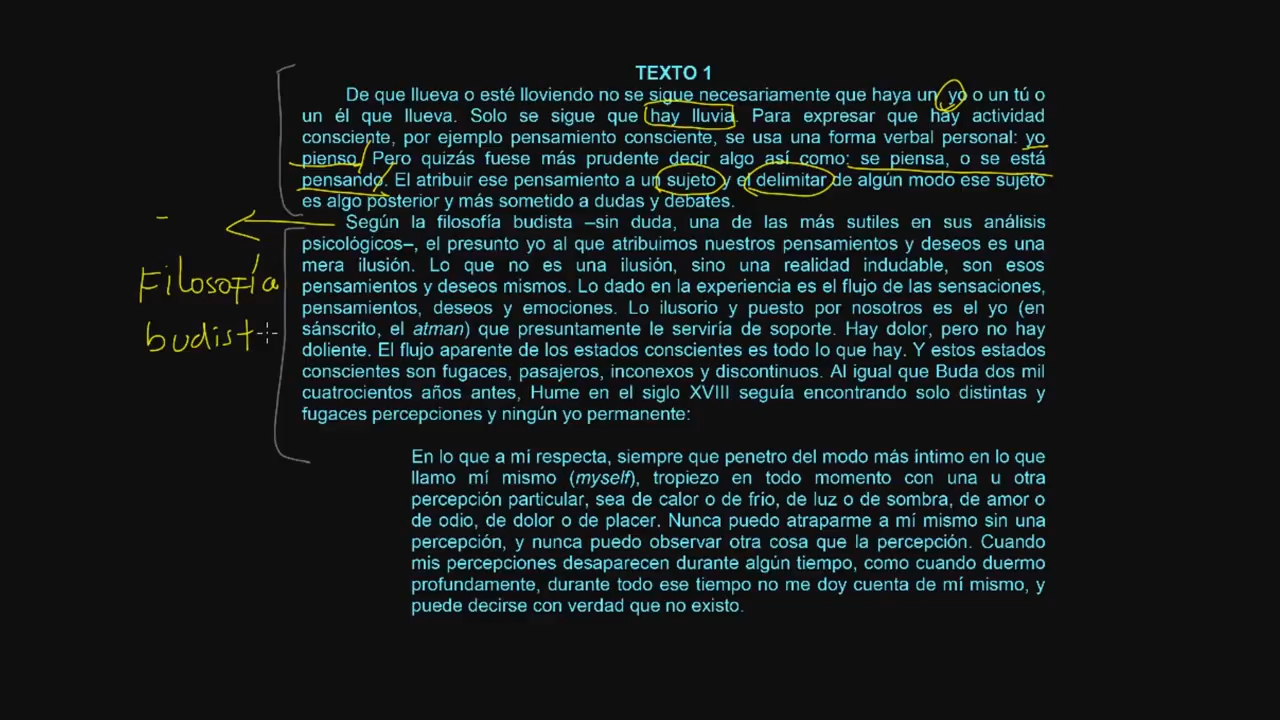 TEXTO 1
De que llueva o esté lloviendo no se sigue necesariamente que haya un yo o un tú o
un él que llueva. Solo se sigue que hay lluvia. Para expresar que hay actividad
consciente, por ejemplo pensamiento consciente, se usa una forma verbal personal: yo
pienso. Pero quizás fuese más prudente decir algo así como: se piensa, o se está
pensando. El atribuir ese pensamiento a un sujeto y el delimitar de algún modo ese sujeto
es algo posterior y más sometido a dudas y debates.
Según la filosofía budista –sin duda, una de las más sutiles en sus análisis
psicológicos–, el presunto yo al que atribuimos nuestros pensamientos y deseos es una
mera ilusión. Lo que no es una ilusión, sino una realidad indudable, son esos
pensamientos y deseos mismos. Lo dado en la experiencia es el flujo de las sensaciones,
pensamientos, deseos y emociones. Lo ilusorio y puesto por nosotros es el yo (en
sánscrito, el atman) que presuntamente le serviría de soporte. Hay dolor, pero no hay
doliente. El flujo aparente de los estados conscientes es todo lo que hay. Y estos estados
conscientes son fugaces, pasajeros, inconexos y discontinuos. Al igual que Buda dos mil
cuatrocientos años antes, Hume en el siglo XVIII seguía encontrando solo distintas y
fugaces percepciones y ningún yo permanente:
En lo que a mí respecta, siempre que penetro del modo más íntimo en lo que
llamo mí mismo (myself), tropiezo en todo momento con una u otra
percepción particular, sea de calor o de frio, de luz o de sombra, de amor o
de odio, de dolor o de placer. Nunca puedo atraparme a mí mismo sin una
percepción, y nunca puedo observar otra cosa que la percepción. Cuando
mis percepciones desaparecen durante algún tiempo, como cuando duermo
profundamente, durante todo ese tiempo no me doy cuenta de mí mismo, y
puede decirse con verdad que no existo.
Filosofía
budist